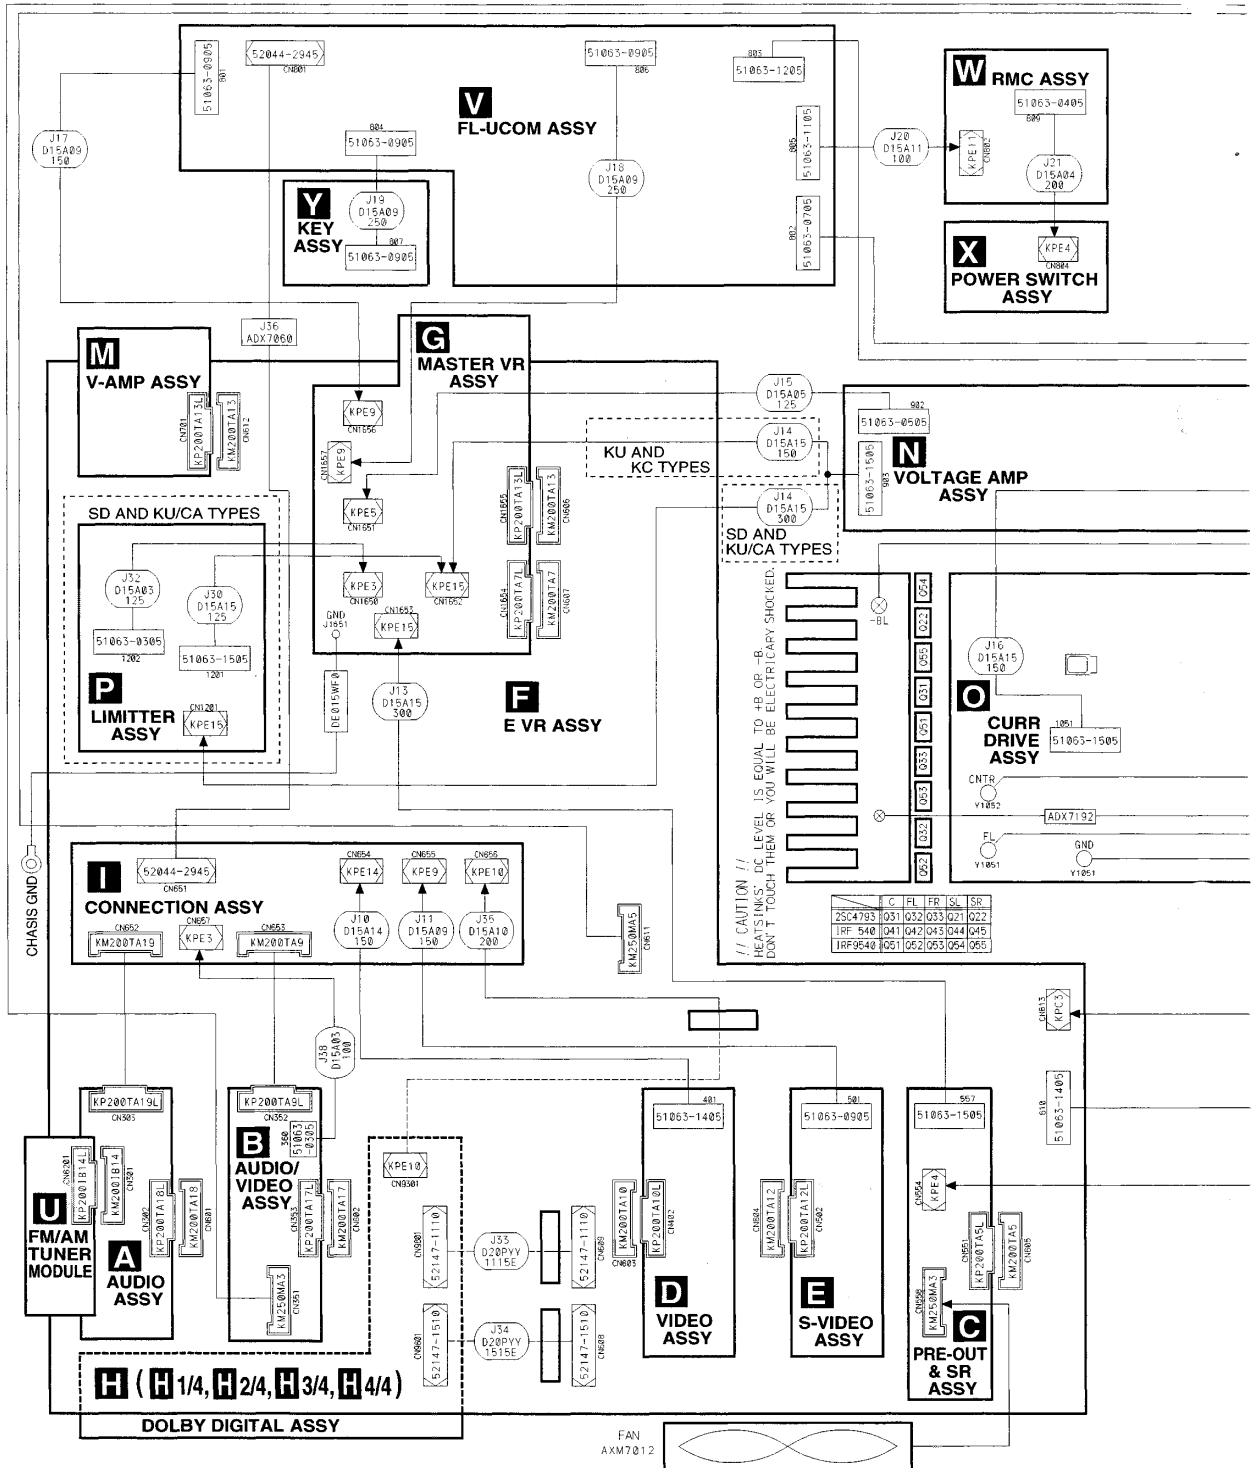 V
FL-UCOM ASSY
51063-0905
801
52044-2945
CN801
51063-0905
806
803
51063-1205
804
51063-0905
805
51063-1105
802
51063-0705
J17
D15A09
150
J18
D15A09
250
J20
D15A11
100
W RMC ASSY
51063-0405
809
KPE11
CN802
J21
D15A04
200
X
POWER SWITCH
ASSY
KPE4
CN804
Y
KEY
ASSY
J19
D15A09
250
807
51063-0905
J36
ADX7060
M
V-AMP ASSY
CN701
KP200TA13L
KM200TA13
CN612
G
MASTER VR
ASSY
KPE9
CN1656
CN1657
KPE9
KPE5
CN1651
KPE3
CN1650
KPE15
CN1652
CN1653
KPE15
GND
J1651
CN1655
KP200TA13L
KM200TA13
CN606
CN1654
KP200TA7L
KM200TA7
CN607
J15
D15A05
125
KU AND
KC TYPES
J14
D15A15
150
J14
D15A15
300
SD AND
KU/CA TYPES
902
51063-0505
51063-1505
903
N
VOLTAGE AMP
ASSY
SD AND KU/CA TYPES
J32
D15A03
125
J30
D15A15
125
51063-0305
1202
51063-1505
1201
P
LIMITTER
ASSY
CN1201
KPE15
DE015WF0
J13
D15A15
300
F
E VR ASSY
!! CAUTION !!
HEATSINKS' DC LEVEL IS EQUAL TO +B OR -B.
DON'T TOUCH THEM OR YOU WILL BE ELECTRICARY SHOCKED.
-BL
Q54
Q22
Q55
Q31
Q51
Q33
Q53
Q32
Q52
J16
D15A15
150
O
CURR
DRIVE
ASSY
1051
51063-1505
CNTR
Y1052
ADX7192
FL
Y1051
GND
Y1051
C FL FR SL SR
2SC4793 Q31 Q32 Q33 Q21 Q22
IRF 540 Q41 Q42 Q43 Q44 Q45
IRF9540 Q51 Q52 Q53 Q54 Q55
CHASIS GND
I
CONNECTION ASSY
52044-2945
CN651
CN652
KM200TA19
CN657
KPE3
CN653
KM200TA9
CN654
KPE14
CN655
KPE9
CN656
KPE10
J10
D15A14
150
J11
D15A09
150
J35
D15A10
200
KM250MA5
CN611
J38
D15A03
100
CN613
KPC3
610
51063-1405
KP200TA19L
CN303
KP200TA9L
CN352
360
51063
-0305
U
FM/AM
TUNER
MODULE
CN6201
KP200IB14L
KM200IB14
CN301
A
AUDIO
ASSY
CN302
KP200TA18L
KM200TA18
CN601
B
AUDIO/
VIDEO
ASSY
CN353
KP200TA17L
KM200TA17
CN602
KM250MA3
CN351
KPE10
CN9301
CN9801
52147-1110
J33
D20PYY
1115E
52147-1110
CN609
CN9601
52147-1510
J34
D20PYY
1515E
52147-1510
CN608
401
51063-1405
KM200TA10
CN603
KP200TA10L
CN402
D
VIDEO
ASSY
501
51063-0905
CN604
KM200TA12
KP200TA12L
CN502
E
S-VIDEO
ASSY
557
51063-1505
CN554
KPE4
CN551
KP200TA5L
KM200TA5
CN605
CN556
KM250MA3
C
PRE-OUT
& SR
ASSY
H ( H 1/4, H 2/4, H 3/4, H 4/4 )
DOLBY DIGITAL ASSY
FAN
AXM7012